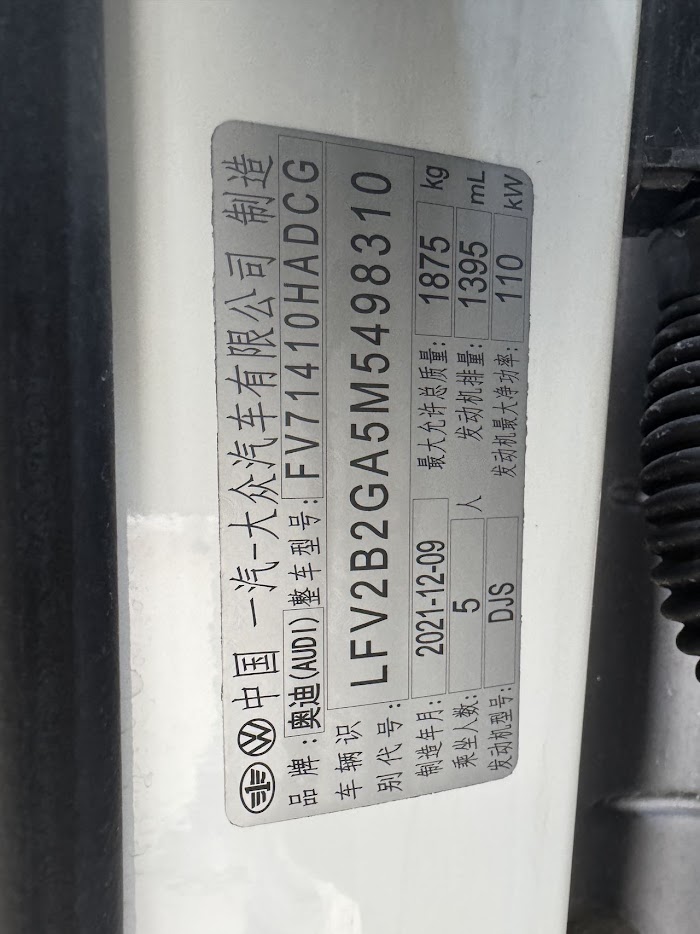 中国 一汽-大众汽车有限公司 制造
品牌:奥迪(AUDI) 整车型号:FV71410HADCG
车辆识别代号: LFV2B2GA5M5498310
制造年月: 2021-12-09 最大允许总质量: 1875 kg
乘坐人数: 5 人 发动机排量: 1395 mL
发动机型号: DJS 发动机最大净功率: 110 kW